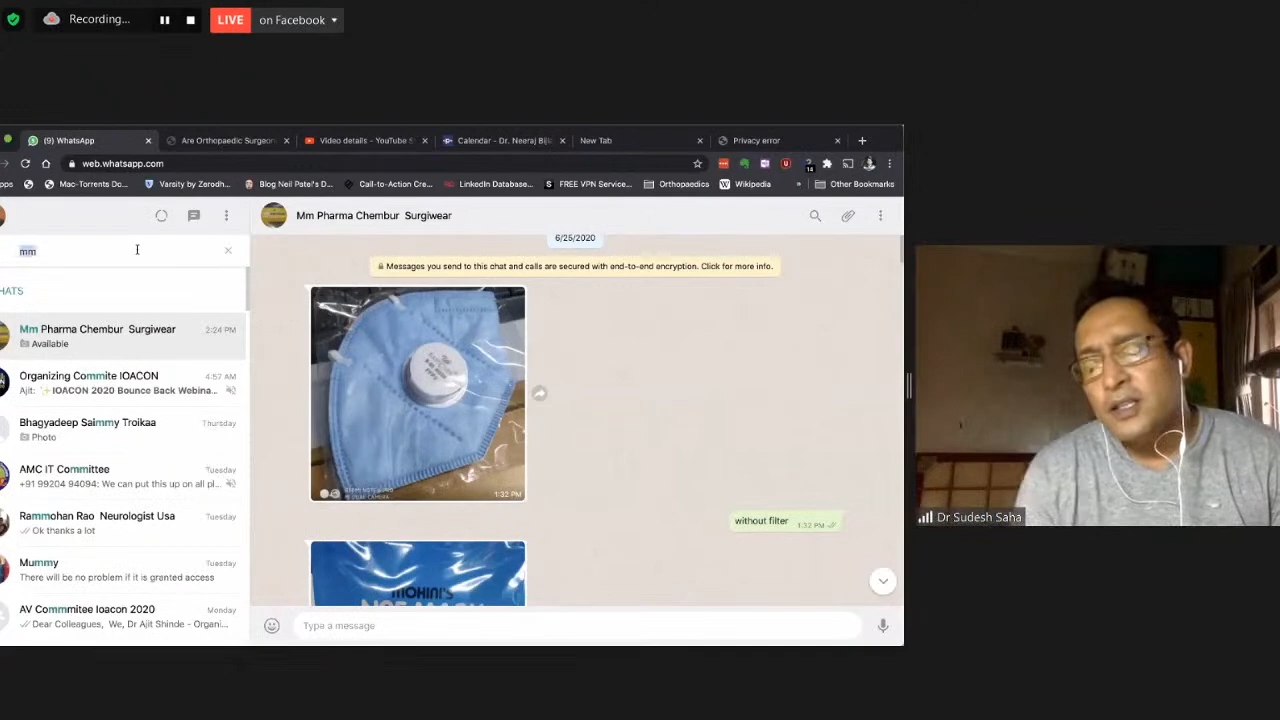 Recording...
LIVE
on Facebook
(9) WhatsApp
Are Orthopaedic Surgeon
Video details - YouTube S
Calendar - Dr. Neeraj Bijl
New Tab
Privacy error
web.whatsapp.com
14
pps
Mac-Torrents Do...
Varsity by Zerodh...
Blog Neil Patel's D...
Call-to-Action Cre...
LinkedIn Database...
FREE VPN Service...
Orthopaedics
Wikipedia
»
Other Bookmarks
Mm Pharma Chembur Surgiwear
mm
HATS
Mm Pharma Chembur Surgiwear
2:24 PM
Available
Organizing Commite IOACON
4:57 AM
Ajit: ✨IOACON 2020 Bounce Back Webina...
Bhagyadeep Saimmy Troikaa
Thursday
Photo
AMC IT Committee
Tuesday
+91 99204 94094: We can put this up on all pl...
Rammohan Rao Neurologist Usa
Tuesday
Ok thanks a lot
Mummy
Tuesday
There will be no problem if it is granted access
AV Commitee Ioacon 2020
Monday
Dear Colleagues, We, Dr Ajit Shinde - Organi...
6/25/2020
Messages you send to this chat and calls are secured with end-to-end encryption. Click for more info.
1:32 PM
without filter
1:32 PM
MOHINI's
Type a message
Dr Sudesh Saha